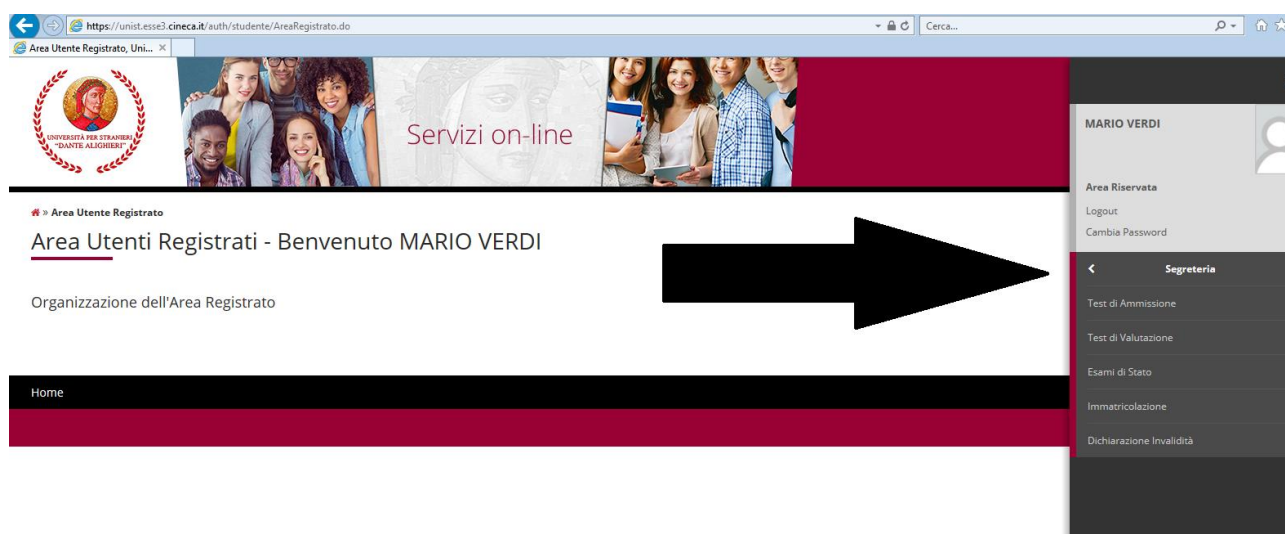 https://unist.esse3.cineca.it/auth/studente/AreaRegistrato.do
Cerca...
Area Utente Registrato, Uni...
UNIVERSITÀ PER STRANIERI
"DANTE ALIGHIERI"
Servizi on-line
MARIO VERDI
Area Riservata
Logout
Cambia Password
» Area Utente Registrato
Area Utenti Registrati - Benvenuto MARIO VERDI
Organizzazione dell'Area Registrato
Segreteria
Test di Ammissione
Test di Valutazione
Esami di Stato
Immatricolazione
Dichiarazione Invalidità
Home